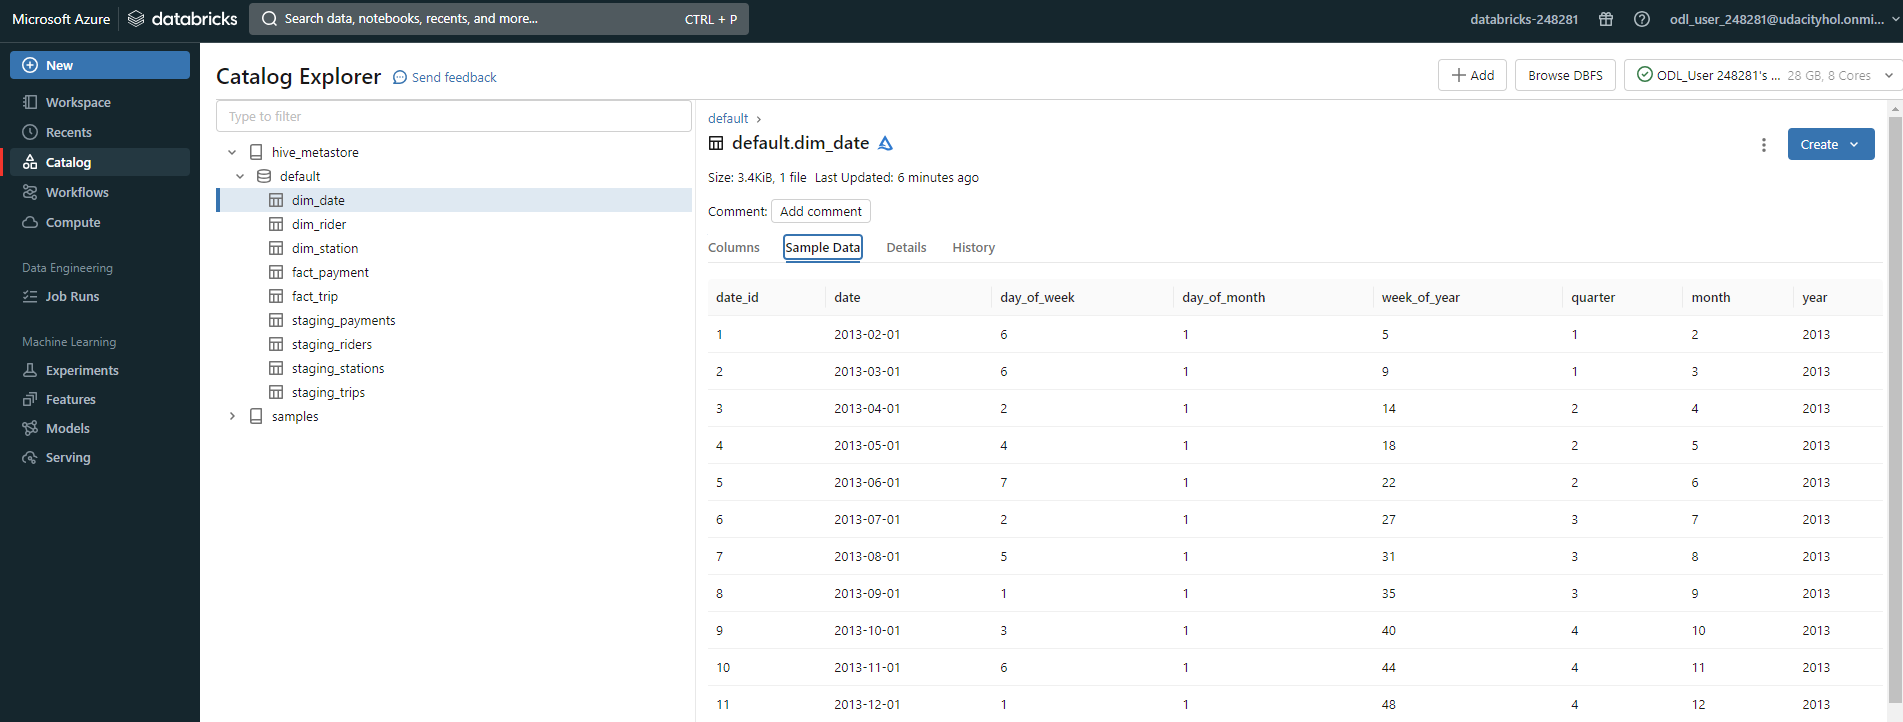 Microsoft Azure databricks Search data, notebooks, recents, and more... CTRL + P databricks-248281 odl_user_248281@udacityhol.onmi...
New
Workspace
Recents
Catalog
Workflows
Compute
Data Engineering
Job Runs
Machine Learning
Experiments
Features
Models
Serving
Catalog Explorer Send feedback
Add Browse DBFS ODL_User 248281's ... 28 GB, 8 Cores
Type to filter
hive_metastore
default
dim_date
dim_rider
dim_station
fact_payment
fact_trip
staging_payments
staging_riders
staging_stations
staging_trips
samples
default >
default.dim_date
Create
Size: 3.4KiB, 1 file Last Updated: 6 minutes ago
Comment: Add comment
Columns Sample Data Details History
date_id date day_of_week day_of_month week_of_year quarter month year
1 2013-02-01 6 1 5 1 2 2013
2 2013-03-01 6 1 9 1 3 2013
3 2013-04-01 2 1 14 2 4 2013
4 2013-05-01 4 1 18 2 5 2013
5 2013-06-01 7 1 22 2 6 2013
6 2013-07-01 2 1 27 3 7 2013
7 2013-08-01 5 1 31 3 8 2013
8 2013-09-01 1 1 35 3 9 2013
9 2013-10-01 3 1 40 4 10 2013
10 2013-11-01 6 1 44 4 11 2013
11 2013-12-01 1 1 48 4 12 2013